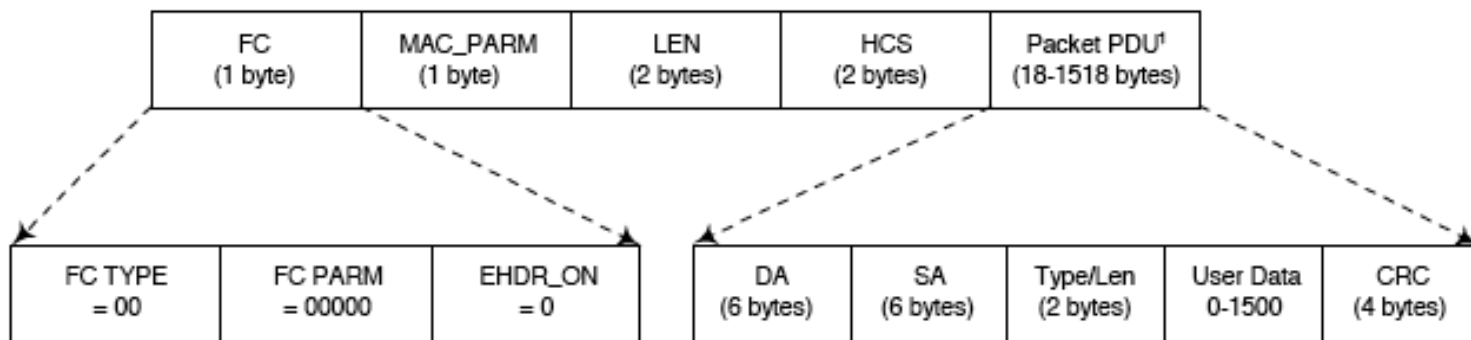 FC
(1 byte)
MAC_PARM
(1 byte)
LEN
(2 bytes)
HCS
(2 bytes)
Packet PDU¹
(18-1518 bytes)
FC TYPE
= 00
FC PARM
= 00000
EHDR_ON
= 0
DA
(6 bytes)
SA
(6 bytes)
Type/Len
(2 bytes)
User Data
0-1500
CRC
(4 bytes)